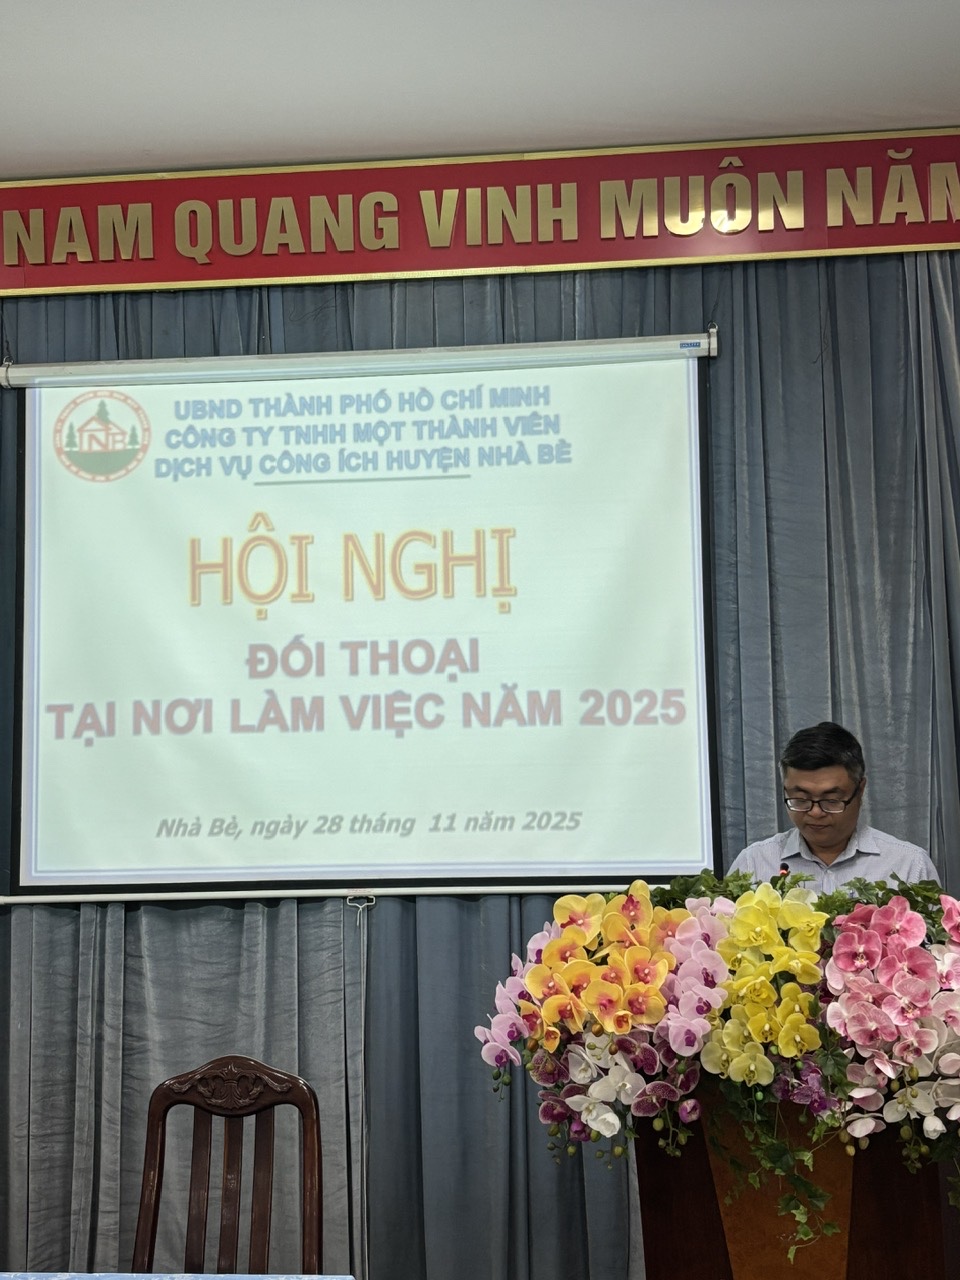 NAM QUANG VINH MUÔN NĂM
UBND THÀNH PHỐ HỒ CHÍ MINH
CÔNG TY TNHH MỘT THÀNH VIÊN
DỊCH VỤ CÔNG ÍCH HUYỆN NHÀ BÈ
HỘI NGHỊ
ĐỐI THOẠI
TẠI NƠI LÀM VIỆC NĂM 2025
Nhà Bè, ngày 28 tháng 11 năm 2025